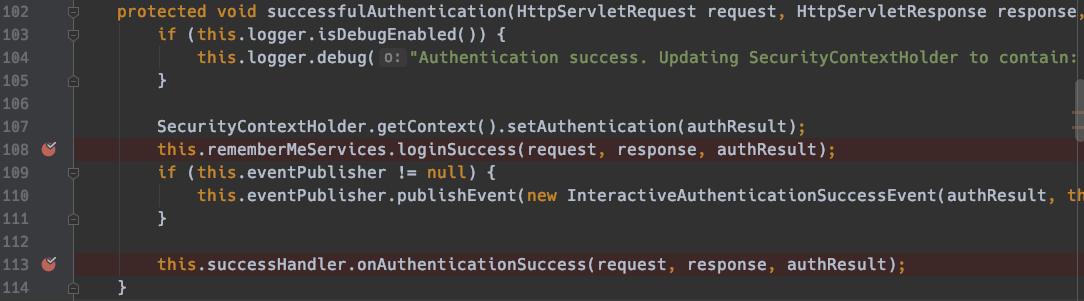 102 protected void successfulAuthentication(HttpServletRequest request, HttpServletResponse response,
103 if (this.logger.isDebugEnabled()) {
104 this.logger.debug( o: "Authentication success. Updating SecurityContextHolder to contain:
105 }
106
107 SecurityContextHolder.getContext().setAuthentication(authResult);
108 this.rememberMeServices.loginSuccess(request, response, authResult);
109 if (this.eventPublisher != null) {
110 this.eventPublisher.publishEvent(new InteractiveAuthenticationSuccessEvent(authResult, th
111 }
112
113 this.successHandler.onAuthenticationSuccess(request, response, authResult);
114 }